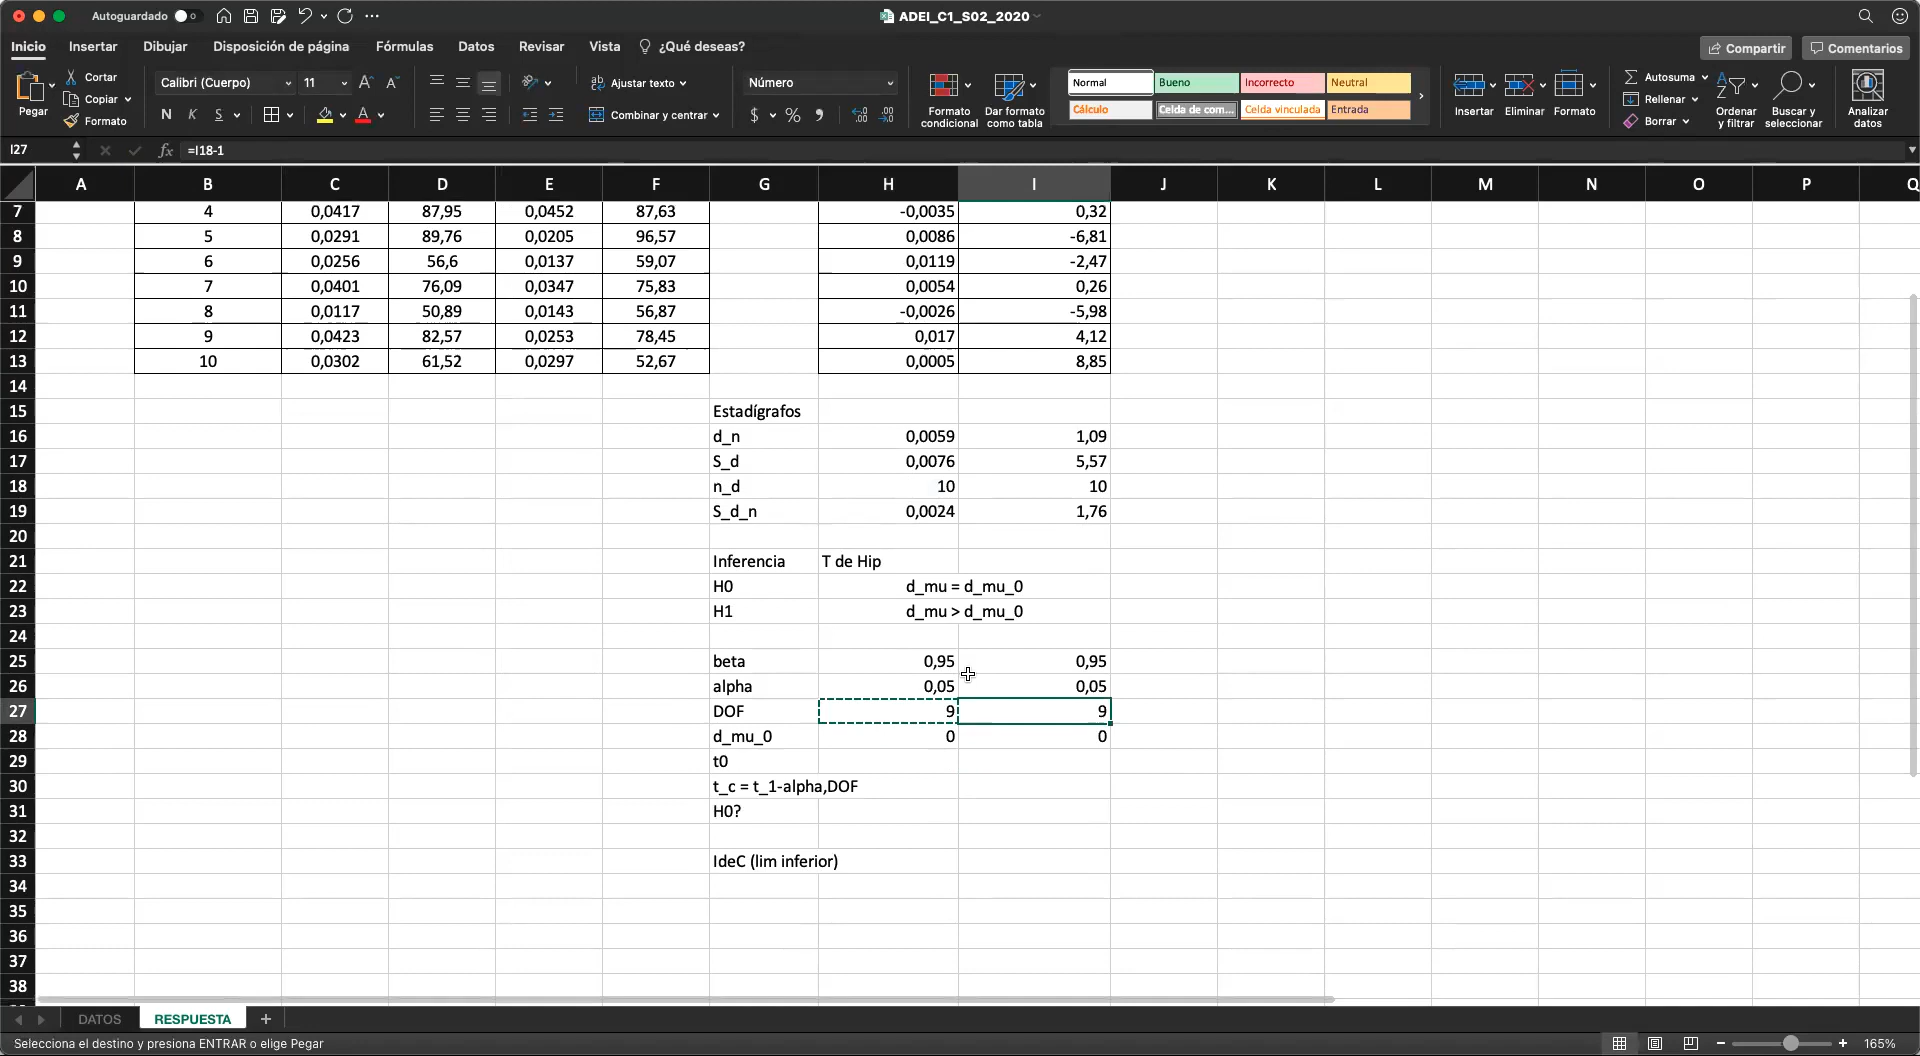 Autoguardado
ADEI_C1_S02_2020
Inicio Insertar Dibujar Disposición de página Fórmulas Datos Revisar Vista ¿Qué deseas? Compartir Comentarios
Pegar
Cortar
Copiar
Formato
Calibri (Cuerpo) 11
N K S
Ajustar texto
Combinar y centrar
Número
$ %
Formato condicional
Dar formato como tabla
Normal Bueno Incorrecto Neutral
Cálculo Celda de com... Celda vinculada Entrada
Insertar Eliminar Formato
Autosuma
Rellenar
Borrar
Ordenar y filtrar
Buscar y seleccionar
Analizar datos
I27 fx =I18-1
A B C D E F G H I J K L M N O P Q
7 4 0,0417 87,95 0,0452 87,63 -0,0035 0,32
8 5 0,0291 89,76 0,0205 96,57 0,0086 -6,81
9 6 0,0256 56,6 0,0137 59,07 0,0119 -2,47
10 7 0,0401 76,09 0,0347 75,83 0,0054 0,26
11 8 0,0117 50,89 0,0143 56,87 -0,0026 -5,98
12 9 0,0423 82,57 0,0253 78,45 0,017 4,12
13 10 0,0302 61,52 0,0297 52,67 0,0005 8,85
14
15 Estadígrafos
16 d_n 0,0059 1,09
17 S_d 0,0076 5,57
18 n_d 10 10
19 S_d_n 0,0024 1,76
20
21 Inferencia T de Hip
22 H0 d_mu = d_mu_0
23 H1 d_mu > d_mu_0
24
25 beta 0,95 0,95
26 alpha 0,05 0,05
27 DOF 9 9
28 d_mu_0 0 0
29 t0
30 t_c = t_1-alpha,DOF
31 H0?
32
33 IdeC (lim inferior)
34
35
36
37
38
DATOS RESPUESTA +
Selecciona el destino y presiona ENTRAR o elige Pegar
165%